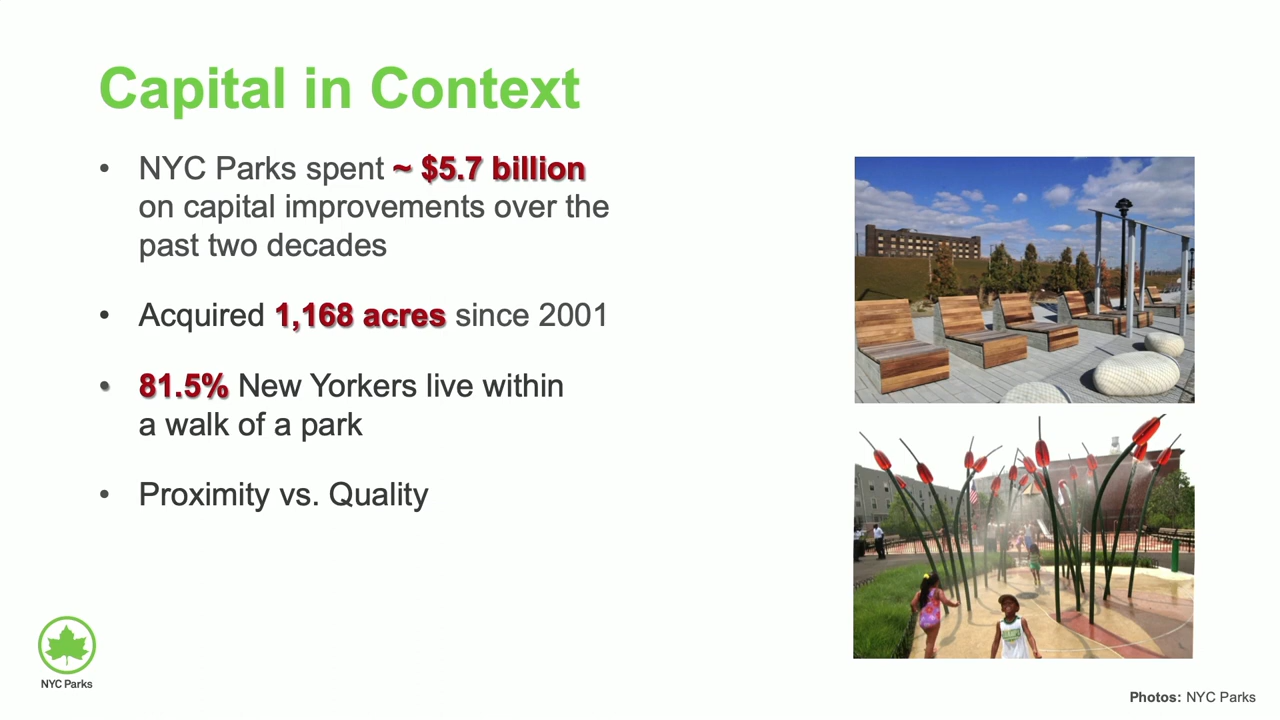 Capital in Context
• NYC Parks spent ~ $5.7 billion
on capital improvements over the
past two decades
• Acquired 1,168 acres since 2001
• 81.5% New Yorkers live within
a walk of a park
• Proximity vs. Quality
NYC Parks
Photos: NYC Parks